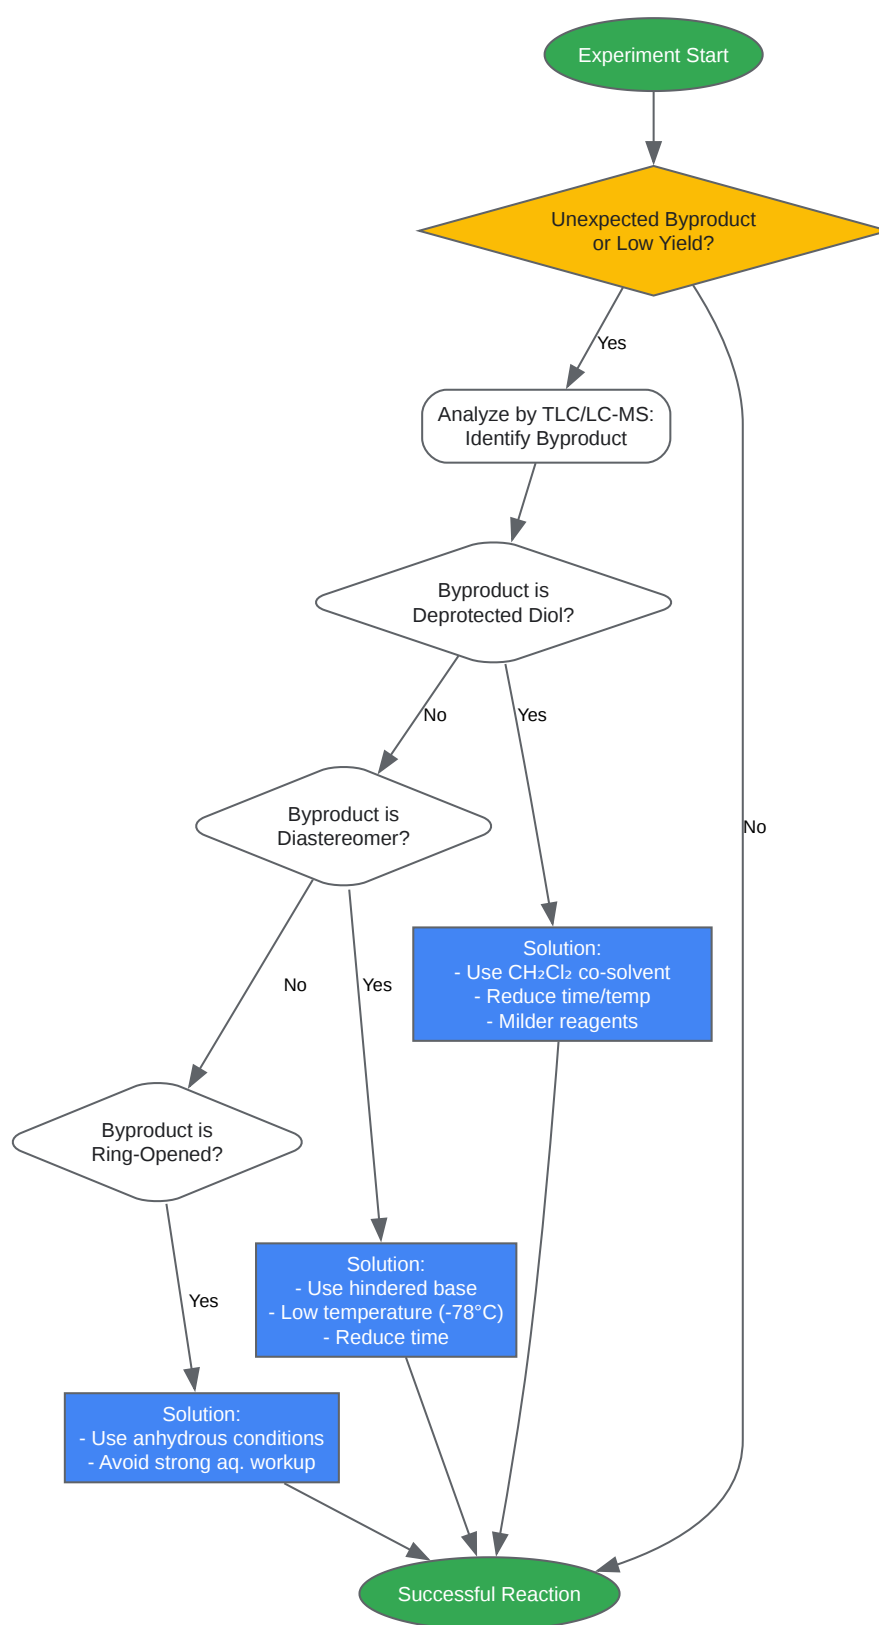 Experiment Start
Unexpected Byproduct
or Low Yield?
Yes
Analyze by TLC/LC-MS:
Identify Byproduct
Byproduct is
Deprotected Diol?
No
Yes
Byproduct is
Diastereomer?
No
Solution:
- Use CH₂Cl₂ co-solvent
- Reduce time/temp
- Milder reagents
No
Yes
Byproduct is
Ring-Opened?
Solution:
- Use hindered base
- Low temperature (-78°C)
- Reduce time
Yes
Solution:
- Use anhydrous conditions
- Avoid strong aq. workup
Successful Reaction